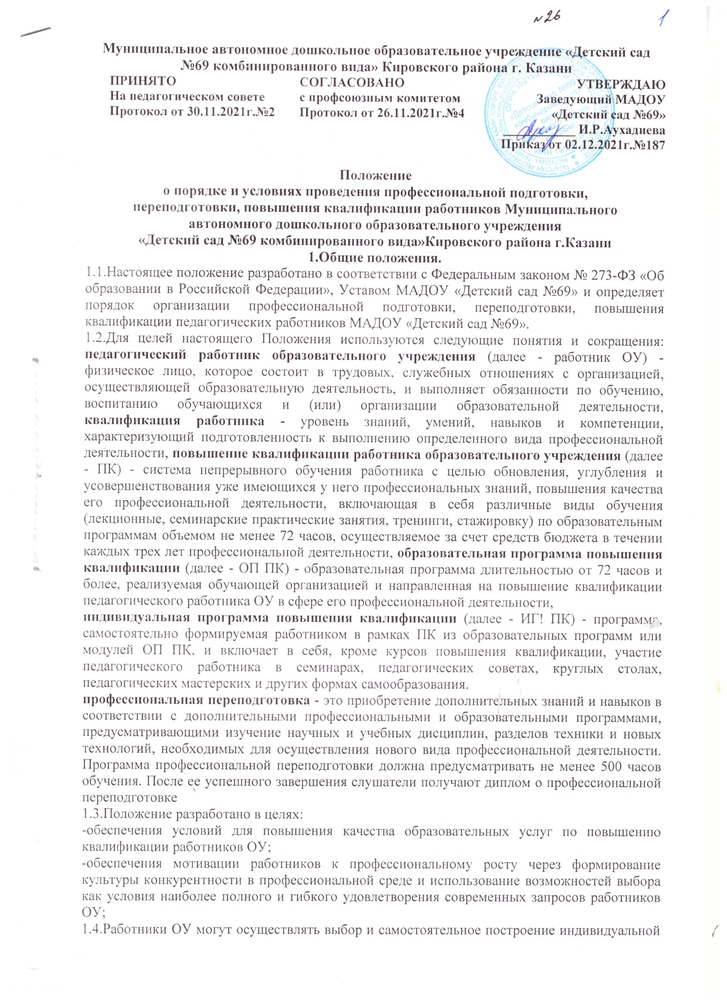 №26 1
Муниципальное автономное дошкольное образовательное учреждение «Детский сад
№69 комбинированного вида» Кировского района г. Казани
ПРИНЯТО СОГЛАСОВАНО УТВЕРЖДАЮ
На педагогическом совете с профсоюзным комитетом Заведующий МАДОУ
Протокол от 30.11.2021г.№2 Протокол от 26.11.2021г.№4 «Детский сад №69»
___________ И.Р.Аухадиева
Приказ от 02.12.2021г.№187
Положение
о порядке и условиях проведения профессиональной подготовки,
переподготовки, повышения квалификации работников Муниципального
автономного дошкольного образовательного учреждения
«Детский сад №69 комбинированного вида»Кировского района г.Казани
1.Общие положения.
1.1.Настоящее положение разработано в соответствии с Федеральным законом № 273-ФЗ «Об
образовании в Российской Федерации», Уставом МАДОУ «Детский сад №69» и определяет
порядок организации профессиональной подготовки, переподготовки, повышения
квалификации педагогических работников МАДОУ «Детский сад №69».
1.2.Для целей настоящего Положения используются следующие понятия и сокращения:
педагогический работник образовательного учреждения (далее - работник ОУ) -
физическое лицо, которое состоит в трудовых, служебных отношениях с организацией,
осуществляющей образовательную деятельность, и выполняет обязанности по обучению,
воспитанию обучающихся и (или) организации образовательной деятельности,
квалификация работника - уровень знаний, умений, навыков и компетенции,
характеризующий подготовленность к выполнению определенного вида профессиональной
деятельности, повышение квалификации работника образовательного учреждения (далее
- ПК) - система непрерывного обучения работника с целью обновления, углубления и
усовершенствования уже имеющихся у него профессиональных знаний, повышения качества
его профессиональной деятельности, включающая в себя различные виды обучения
(лекционные, семинарские практические занятия, тренинги, стажировку) по образовательным
программам объемом не менее 72 часов, осуществляемое за счет средств бюджета в течении
каждых трех лет профессиональной деятельности, образовательная программа повышения
квалификации (далее - ОП ПК) - образовательная программа длительностью от 72 часов и
более, реализуемая обучающей организацией и направленная на повышение квалификации
педагогического работника ОУ в сфере его профессиональной деятельности,
индивидуальная программа повышения квалификации (далее - ИГ! ПК) - программа,
самостоятельно формируемая работником в рамках ПК из образовательных программ или
модулей ОП ПК, и включает в себя, кроме курсов повышения квалификации, участие
педагогического работника в семинарах, педагогических советах, круглых столах,
педагогических мастерских и других формах самообразования.
профессиональная переподготовка - это приобретение дополнительных знаний и навыков в
соответствии с дополнительными профессиональными и образовательными программами,
предусматривающими изучение научных и учебных дисциплин, разделов техники и новых
технологий, необходимых для осуществления нового вида профессиональной деятельности.
Программа профессиональной переподготовки должна предусматривать не менее 500 часов
обучения. После ее успешного завершения слушатели получают диплом о профессиональной
переподготовке
1.3.Положение разработано в целях:
-обеспечения условий для повышения качества образовательных услуг по повышению
квалификации работников ОУ;
-обеспечения мотивации работников к профессиональному росту через формирование
культуры конкурентности в профессиональной среде и использование возможностей выбора
как условия наиболее полного и гибкого удовлетворения современных запросов работников
ОУ;
1.4.Работники ОУ могут осуществлять выбор и самостоятельное построение индивидуальной